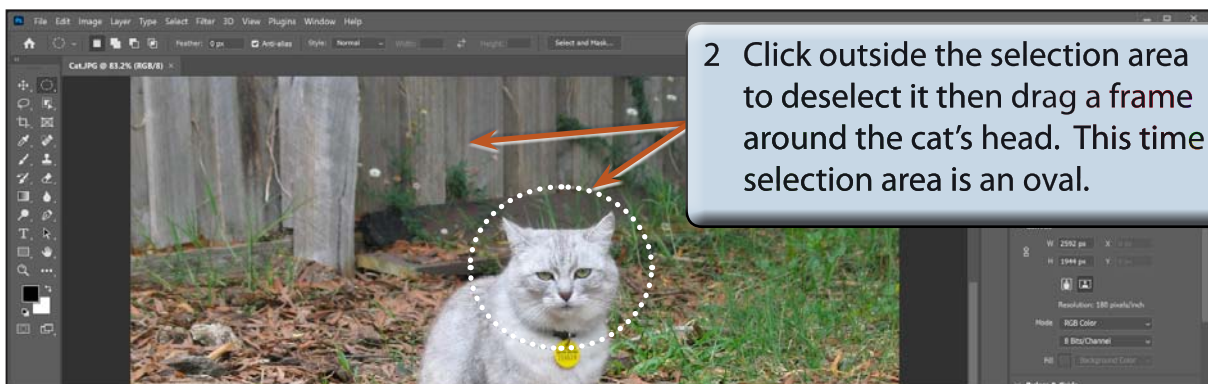 File Edit Image Layer Type Select Filter 3D View Plugins Window Help
Feather: 0 px Anti-alias Style: Normal Width: Height: Select and Mask...
Cat.JPG @ 83.2% (RGB/8) ×
2 Click outside the selection area
to deselect it then drag a frame
around the cat's head. This time
selection area is an oval.
W 2592 px X
H 1944 px Y
Resolution: 180 pixels/inch
Mode RGB Color
8 Bits/Channel
Fill Background Color